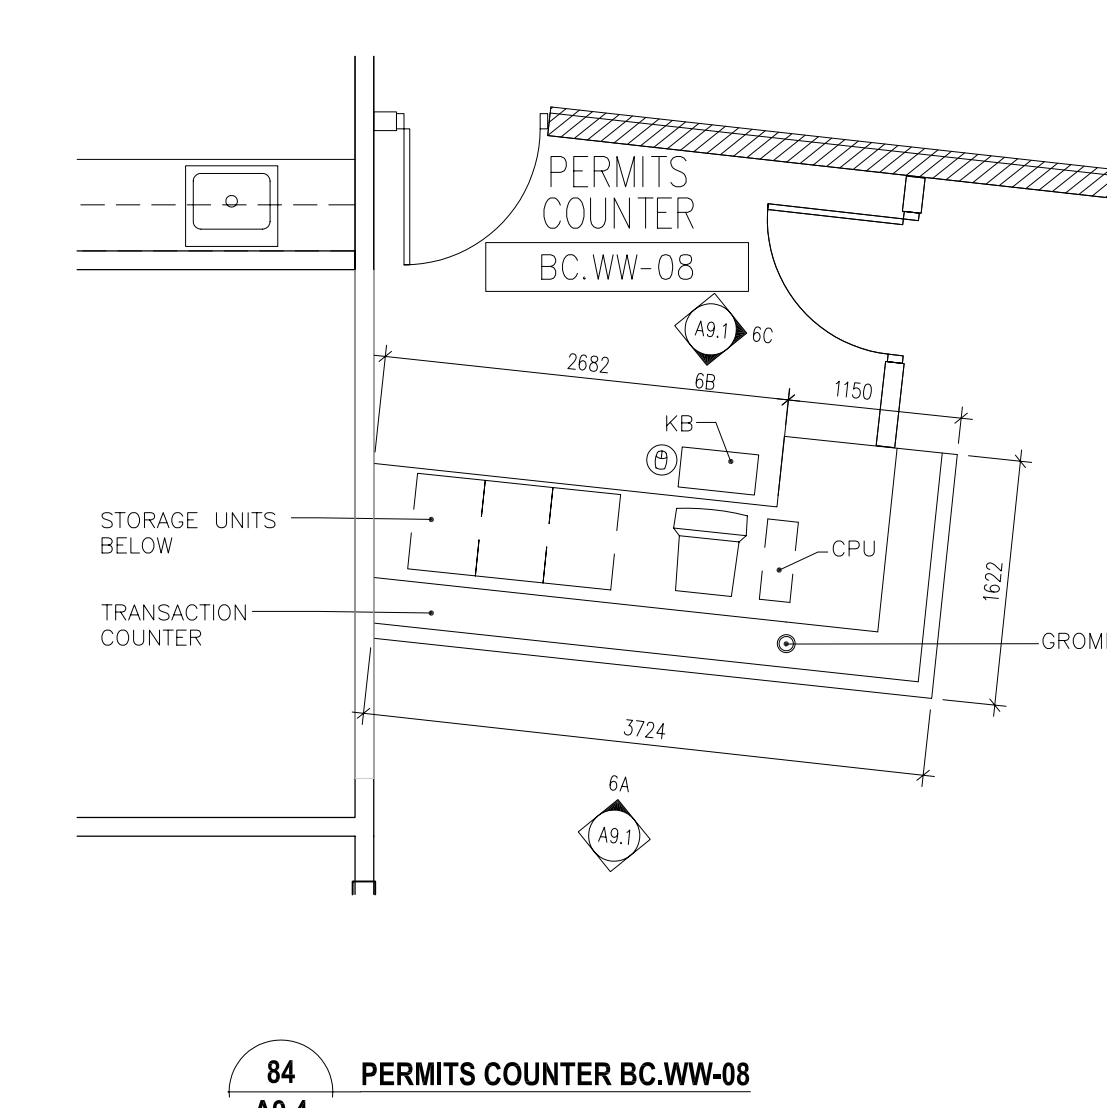 PERMITS
COUNTER
BC.WW-08
A9.1
6C
6B
2682
1150
KB
STORAGE UNITS
BELOW
CPU
1622
TRANSACTION
COUNTER
3724
6A
A9.1
84
PERMITS COUNTER BC.WW-08